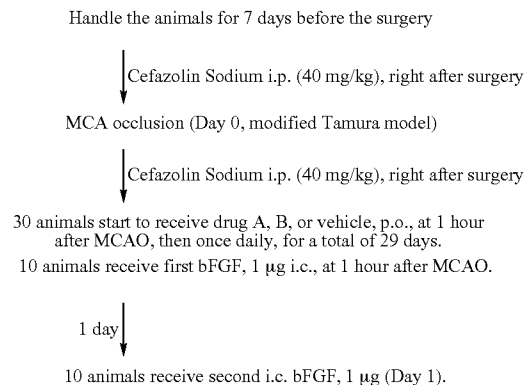 Handle the animals for 7 days before the surgery
Cefazolin Sodium i.p. (40 mg/kg), right after surgery
MCA occlusion (Day 0, modified Tamura model)
Cefazolin Sodium i.p. (40 mg/kg), right after surgery
30 animals start to receive drug A, B, or vehicle, p.o., at 1 hour
after MCAO, then once daily, for a total of 29 days.
10 animals receive first bFGF, 1 μg i.c., at 1 hour after MCAO.
1 day
10 animals receive second i.c. bFGF, 1 μg (Day 1).